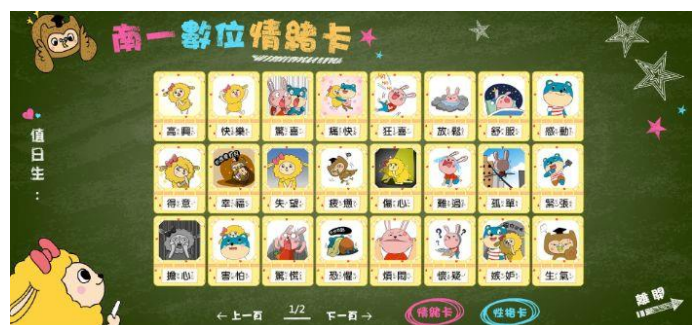 南一數位情緒卡
值日生：
高興 快樂 驚喜 痛快 狂喜 放鬆 舒服 感動
得意 幸福 失望 疲憊 傷心 難過 孤單 緊張
擔心 害怕 驚慌 恐懼 煩悶 懷疑 嫉妒 生氣
←上一頁 1/2 下一頁→ 情緒卡 性格卡 離開